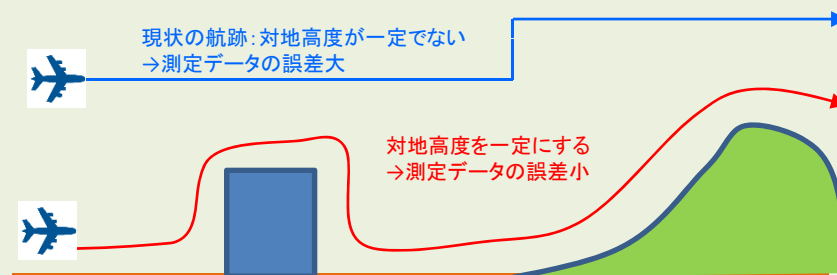 現状の航跡：対地高度が一定でない
→測定データの誤差大
対地高度を一定にする
→測定データの誤差小